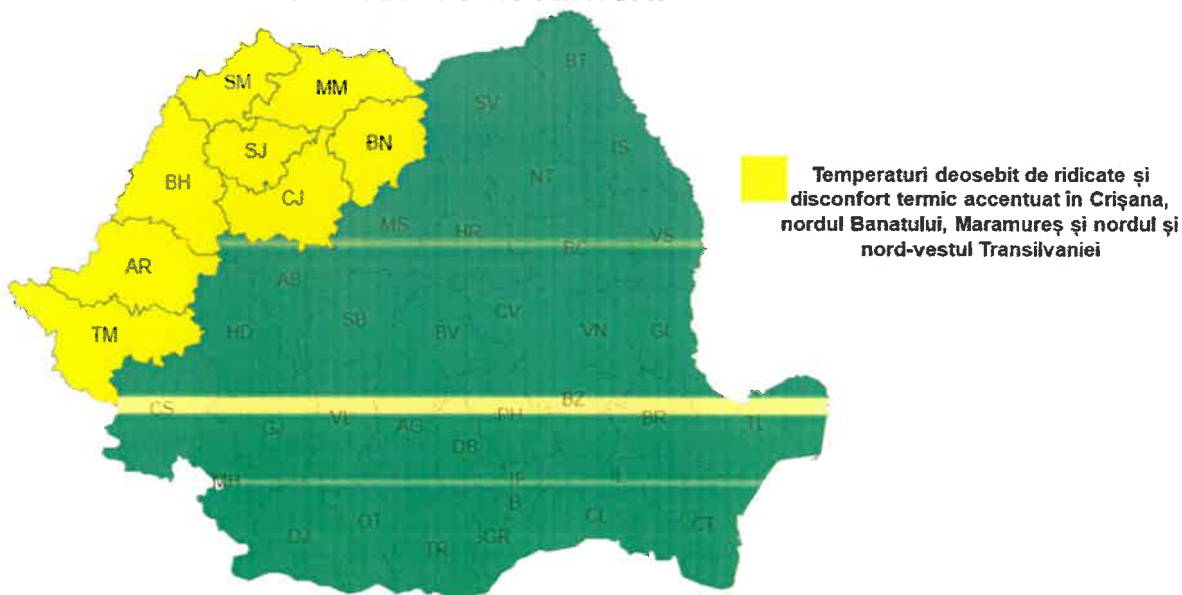 BT
SM
MM
SV
BN
SJ
IS
BH
NT
CJ
MS
HR
VS
BC
AR
AB
CV
SB
TM
HD
BV
VN
GL
BZ
CS
VL
PH
BR
TL
GJ
AG
DB
MH
IF
IL
B
OT
CL
CT
DJ
GR
TR
Temperaturi deosebit de ridicate și
disconfort termic accentuat în Crișana,
nordul Banatului, Maramureș și nordul și
nord-vestul Transilvaniei